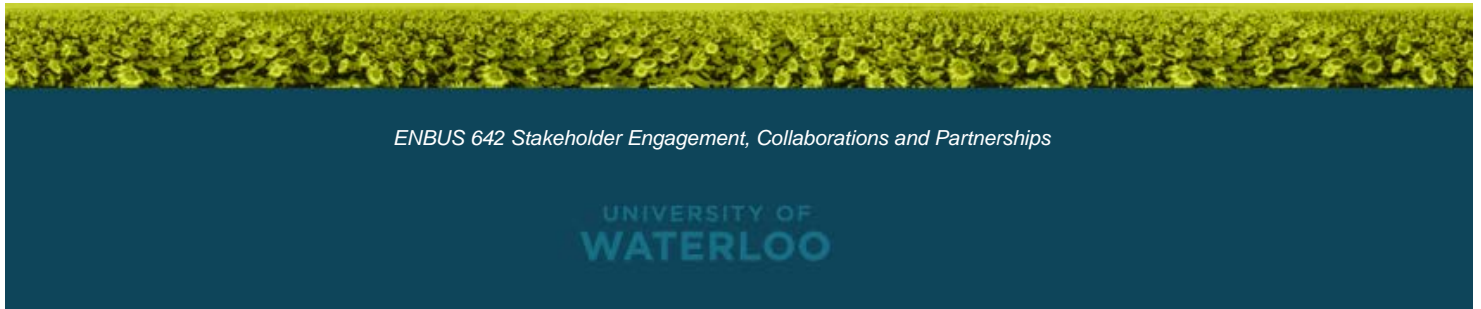 ENBUS 642 Stakeholder Engagement, Collaborations and Partnerships
UNIVERSITY OF
WATERLOO